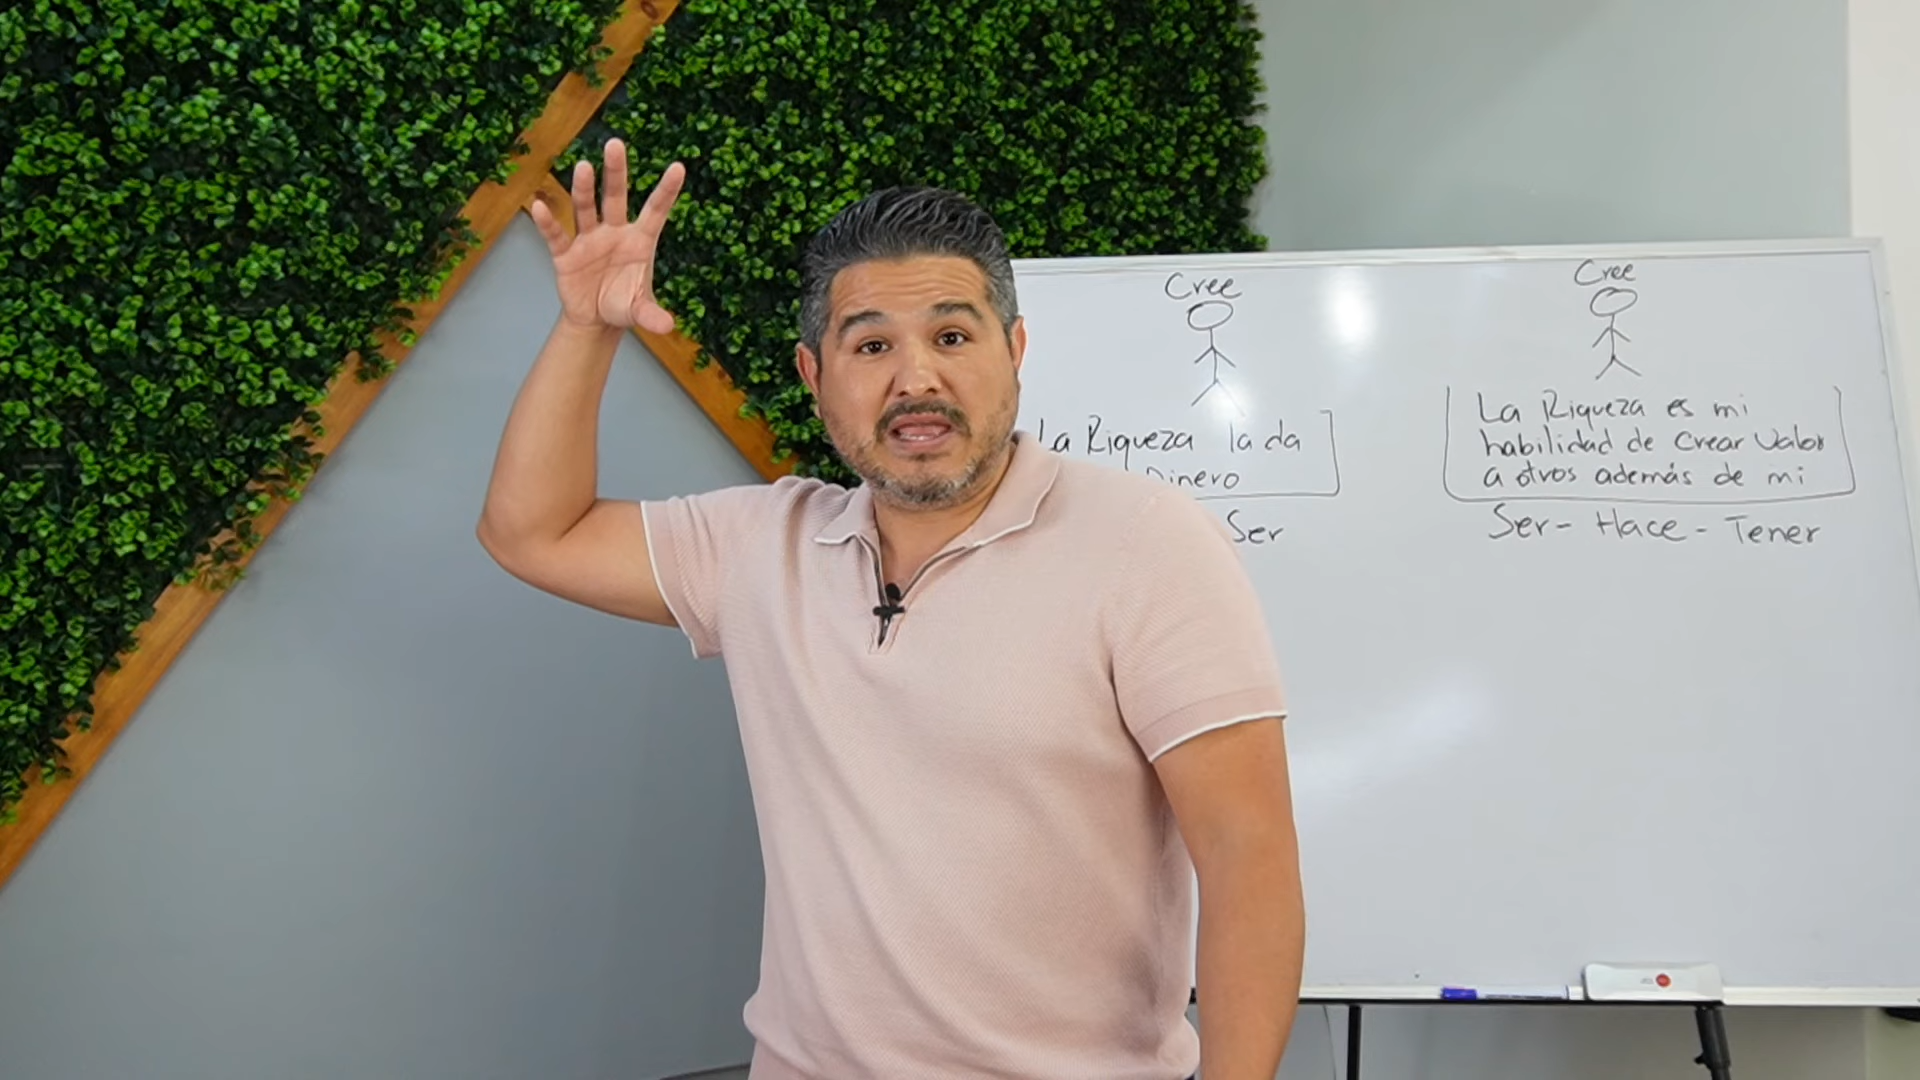 Cree
La Riqueza la da
Dinero
Ser
Cree
La Riqueza es mi
habilidad de Crear Valor
a otros además de mi
Ser - Hace - Tener